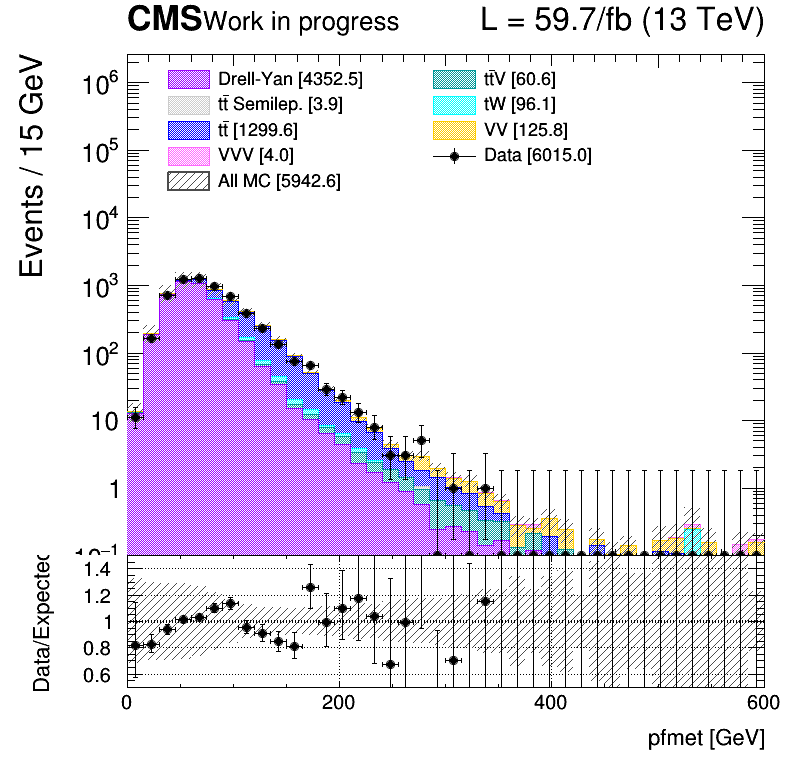 CMS Work in progress L = 59.7/fb (13 TeV)
Events / 15 GeV
Drell-Yan [4352.5] tt̄V [60.6]
tt̄ Semilep. [3.9] tW [96.1]
tt̄ [1299.6] VV [125.8]
VVV [4.0] Data [6015.0]
All MC [5942.6]
10⁶
10⁵
10⁴
10³
10²
10
1
10⁻¹
Data/Expected
1.4
1.2
1
0.8
0.6
0 200 400 600
pfmet [GeV]